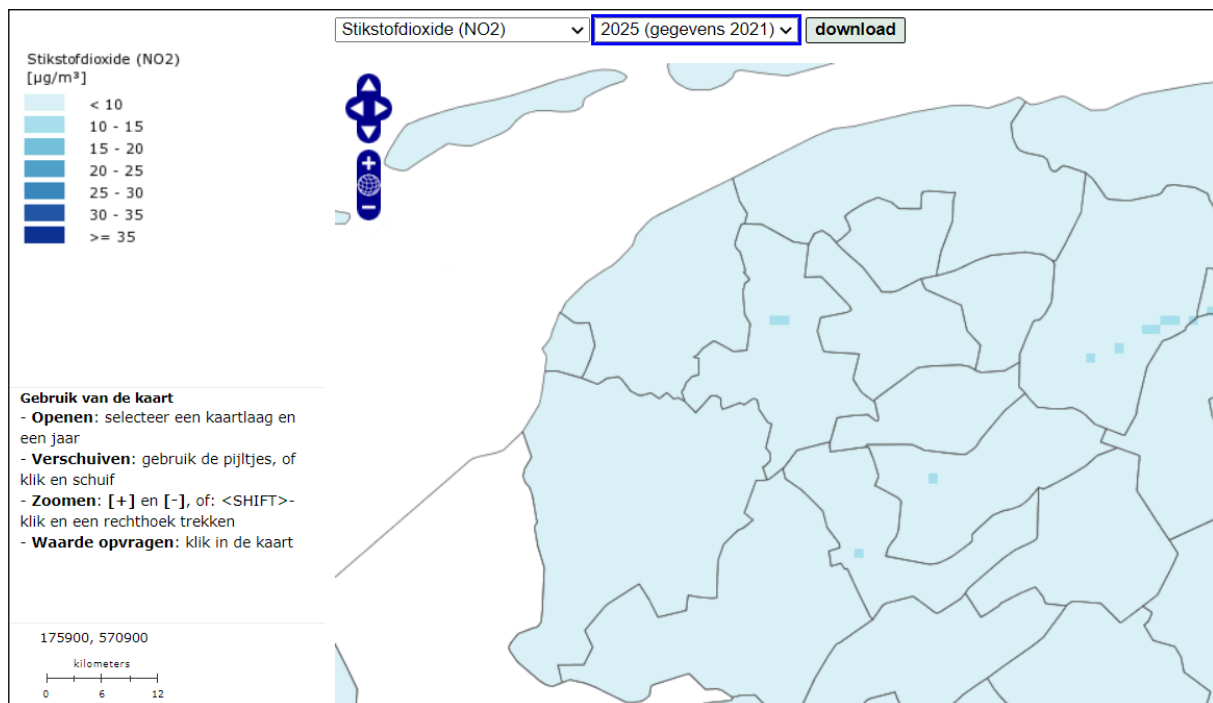 Stikstofdioxide (NO2) 2025 (gegevens 2021) download
Stikstofdioxide (NO2)
[µg/m³]
< 10
10 - 15
15 - 20
20 - 25
25 - 30
30 - 35
>= 35
Gebruik van de kaart
- Openen: selecteer een kaartlaag en
een jaar
- Verschuiven: gebruik de pijltjes, of
klik en schuif
- Zoomen: [+] en [-], of: <SHIFT>-
klik en een rechthoek trekken
- Waarde opvragen: klik in de kaart
175900, 570900
kilometers
0 6 12